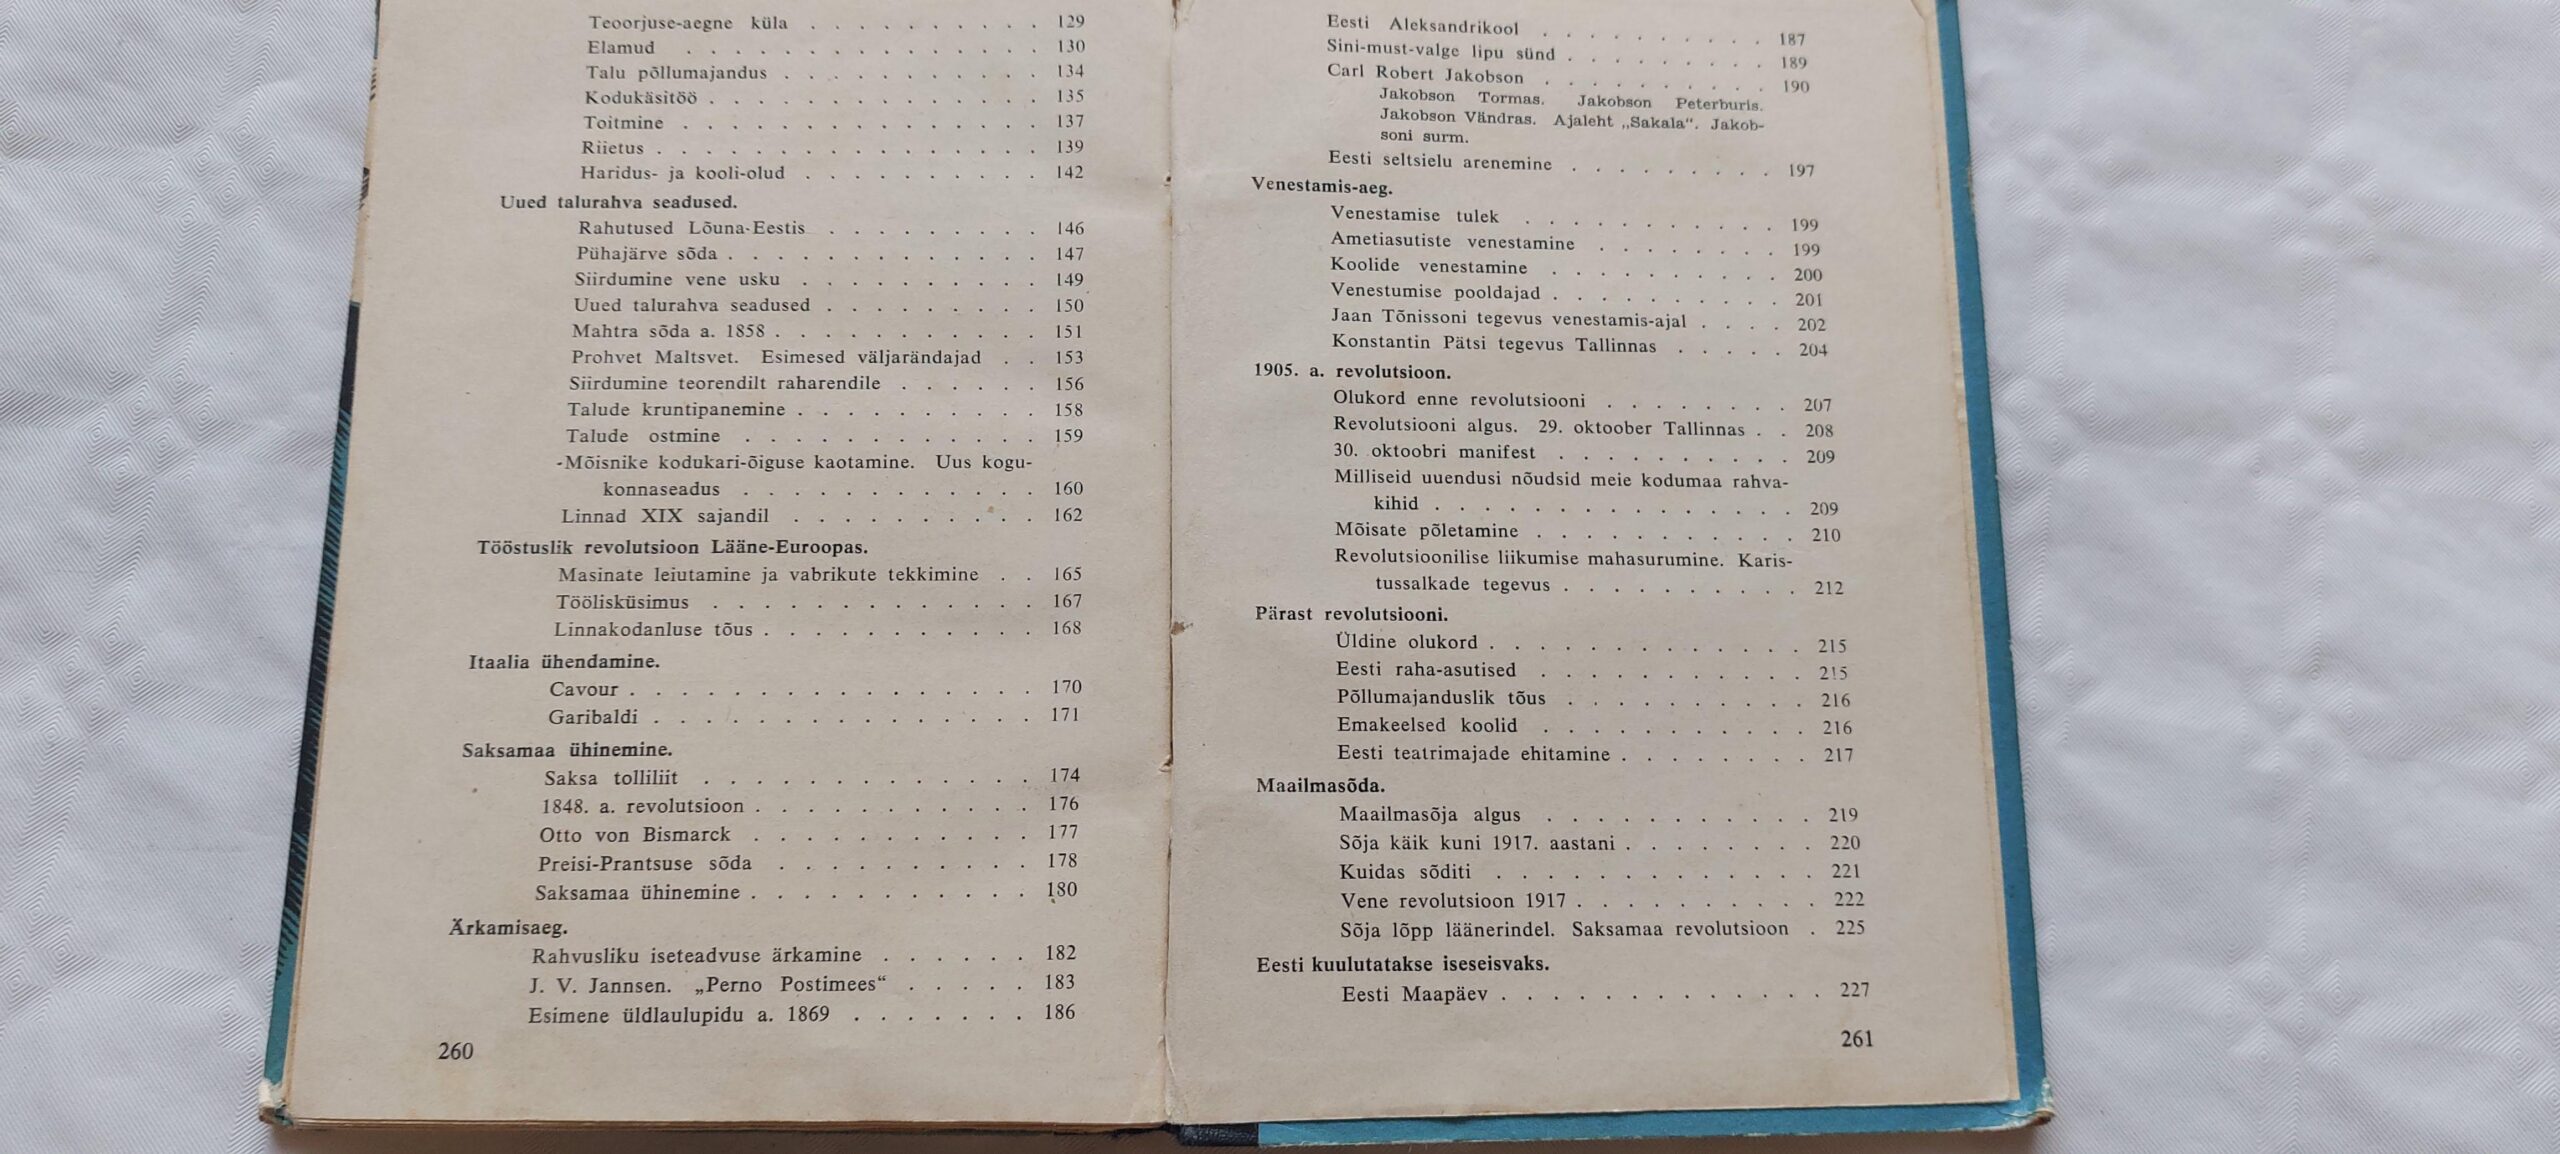 Teoorjuse-aegne küla . . . . . . . . . . 129
Elamud . . . . . . . . . . . . . . 130
Talu põllumajandus . . . . . . . . . . 134
Kodukäsitöö . . . . . . . . . . . . . 135
Toitmine . . . . . . . . . . . . . . 137
Riietus . . . . . . . . . . . . . . . 139
Haridus- ja kooli-olud . . . . . . . . . 142
Uued talurahva seadused.
Rahutused Lõuna-Eestis . . . . . . . . 146
Pühajärve sõda . . . . . . . . . . . . 147
Siirdumine vene usku . . . . . . . . . 149
Uued talurahva seadused . . . . . . . . 150
Mahtra sõda a. 1858 . . . . . . . . . . 151
Prohvet Maltsvet. Esimesed väljarändajad . . 153
Siirdumine teorendilt raharendile . . . . . . 156
Talude kruntipanemine . . . . . . . . . 158
Talude ostmine . . . . . . . . . . . . 159
-Mõisnike kodukari-õiguse kaotamine. Uus kogu-
konnaseadus . . . . . . . . . . . . 160
Linnad XIX sajandil . . . . . . . . . . 162
Tööstuslik revolutsioon Lääne-Euroopas.
Masinate leiutamine ja vabrikute tekkimine . . 165
Töölisküsimus . . . . . . . . . . . . . 167
Linnakodanluse tõus . . . . . . . . . . . 168
Itaalia ühendamine.
Cavour . . . . . . . . . . . . . . . . 170
Garibaldi . . . . . . . . . . . . . . . 171
Saksamaa ühinemine.
Saksa tolliliit . . . . . . . . . . . . . 174
1848. a. revolutsioon . . . . . . . . . . . 176
Otto von Bismarck . . . . . . . . . . . 177
Preisi-Prantsuse sõda . . . . . . . . . . 178
Saksamaa ühinemine . . . . . . . . . . . 180
Ärkamisaeg.
Rahvusliku iseteadvuse ärkamine . . . . . . 182
J. V. Jannsen. „Perno Postimees“ . . . . . 183
Esimene üldlaulupidu a. 1869 . . . . . . . 186
260
Eesti Aleksandrikool . . . . . . . . . 187
Sini-must-valge lipu sünd . . . . . . . . 189
Carl Robert Jakobson . . . . . . . . . 190
Jakobson Tormas. Jakobson Peterburis.
Jakobson Vändras. Ajaleht „Sakala“. Jakob-
soni surm.
Eesti seltsielu arenemine . . . . . . . . 197
Venestamis-aeg.
Venestamise tulek . . . . . . . . . . 199
Ametiasutiste venestamine . . . . . . . 199
Koolide venestamine . . . . . . . . . 200
Venestumise pooldajad . . . . . . . . . 201
Jaan Tõnissoni tegevus venestamis-ajal . . . . 202
Konstantin Pätsi tegevus Tallinnas . . . . . 204
1905. a. revolutsioon.
Olukord enne revolutsiooni . . . . . . . . 207
Revolutsiooni algus. 29. oktoober Tallinnas . . 208
30. oktoobri manifest . . . . . . . . . . 209
Milliseid uuendusi nõudsid meie kodumaa rahva-
kihid . . . . . . . . . . . . . . . 209
Mõisate põletamine . . . . . . . . . . . 210
Revolutsioonilise liikumise mahasurumine. Karis-
tussalkade tegevus . . . . . . . . . . 212
Pärast revolutsiooni.
Üldine olukord . . . . . . . . . . . . . 215
Eesti raha-asutised . . . . . . . . . . . 215
Põllumajanduslik tõus . . . . . . . . . . 216
Emakeelsed koolid . . . . . . . . . . . 216
Eesti teatrimajade ehitamine . . . . . . . . 217
Maailmasõda.
Maailmasõja algus . . . . . . . . . . . 219
Sõja käik kuni 1917. aastani . . . . . . . . 220
Kuidas sõditi . . . . . . . . . . . . . 221
Vene revolutsioon 1917 . . . . . . . . . . 222
Sõja lõpp läänerindel. Saksamaa revolutsioon . 225
Eesti kuulutatakse iseseisvaks.
Eesti Maapäev . . . . . . . . . . . . . 227
261